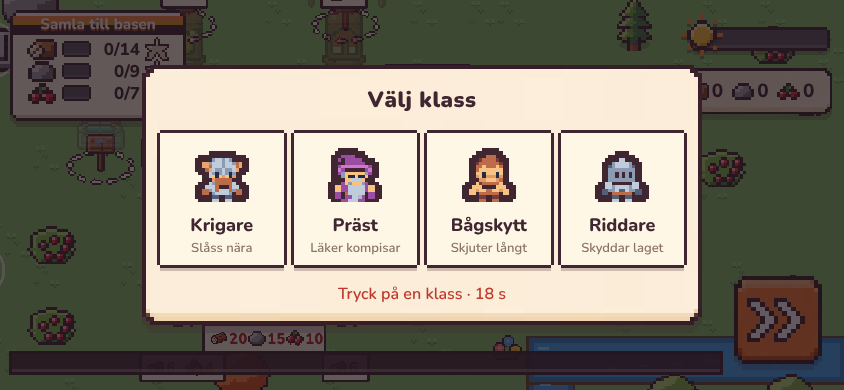 Samla till basen
0/14
0/9
0/7
0
0
0
Välj klass
Krigare
Slåss nära
Präst
Läker kompisar
Bågskytt
Skjuter långt
Riddare
Skyddar laget
Tryck på en klass · 18 s
20 15 10